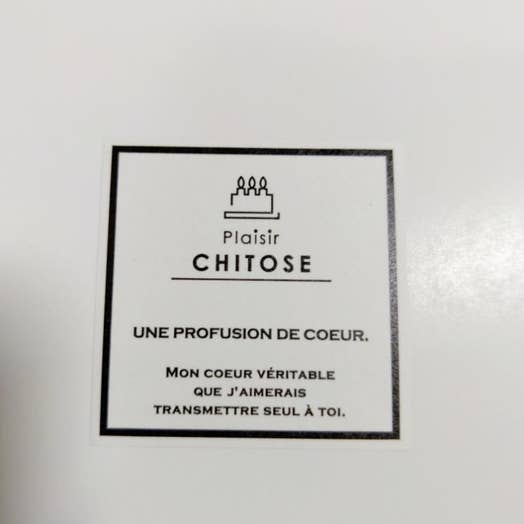 Plaisir
CHITOSE
UNE PROFUSION DE COEUR.
MON COEUR VÉRITABLE
QUE J'AIMERAIS
TRANSMETTRE SEUL À TOI.